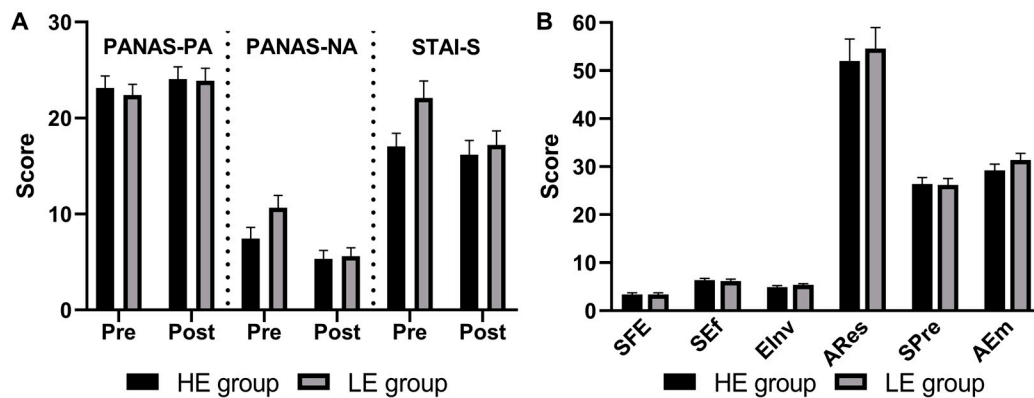 A
PANAS-PA PANAS-NA STAI-S
Score
30
20
10
0
Pre Post Pre Post Pre Post
HE group LE group
B
Score
60
50
40
30
20
10
0
SFE SEf EInv ARes SPre AEm
HE group LE group